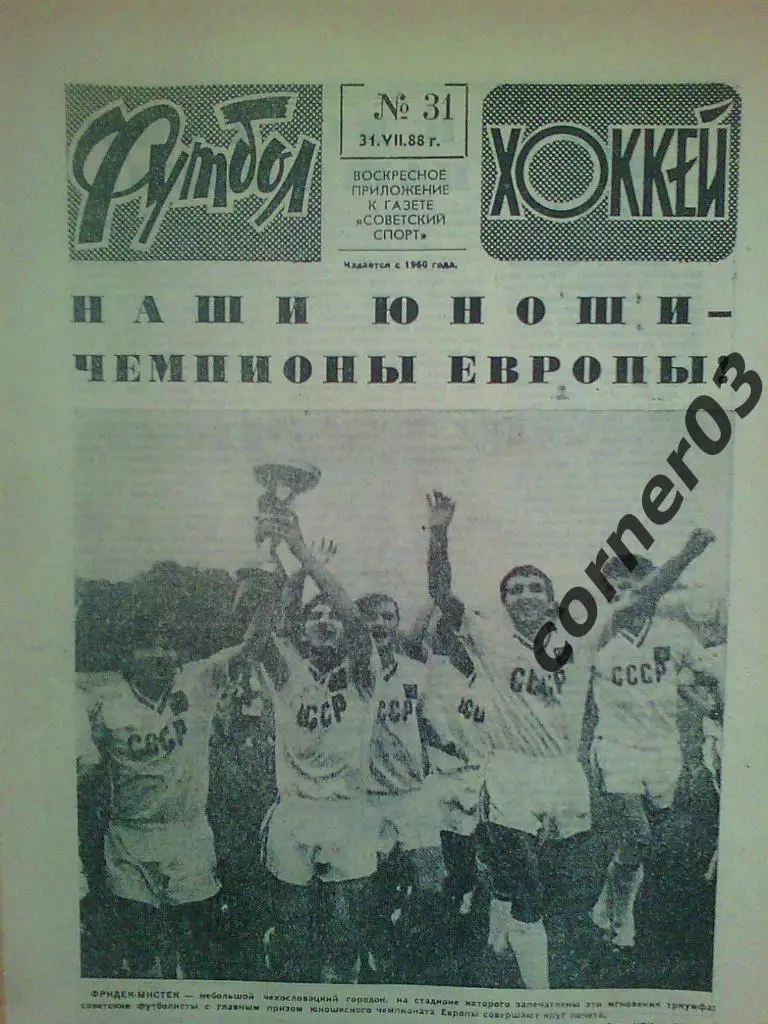 Футбол
№ 31
31.VII.88 г.
ВОСКРЕСНОЕ
ПРИЛОЖЕНИЕ
К ГАЗЕТЕ
«СОВЕТСКИЙ
СПОРТ»
Издается с 1960 года.
ХОККЕЙ
НАШИ ЮНОШИ –
ЧЕМПИОНЫ ЕВРОПЫ!
corner03
СССР
СССР
СССР
СССР
СССР
ФРИДЕК-МИСТЕК — небольшой чехословацкий городок, на стадионе которого запечатлены эти мгновения триумфа:
советские футболисты с главным призом юношеского чемпионата Европы совершают круг почета.